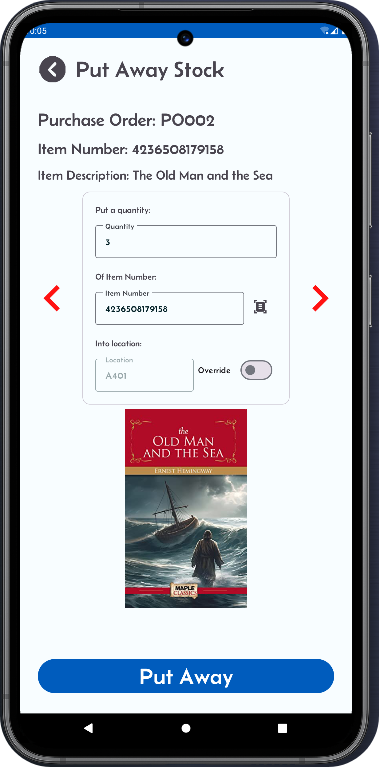 0:05
Put Away Stock
Purchase Order: PO002
Item Number: 4236508179158
Item Description: The Old Man and the Sea
Put a quantity:
Quantity
3
Of Item Number:
Item Number
4236508179158
Into location:
Location
A401
Override
the
OLD MAN
AND THE SEA
ERNEST HEMINGWAY
MAPLE
CLASSICS
Put Away